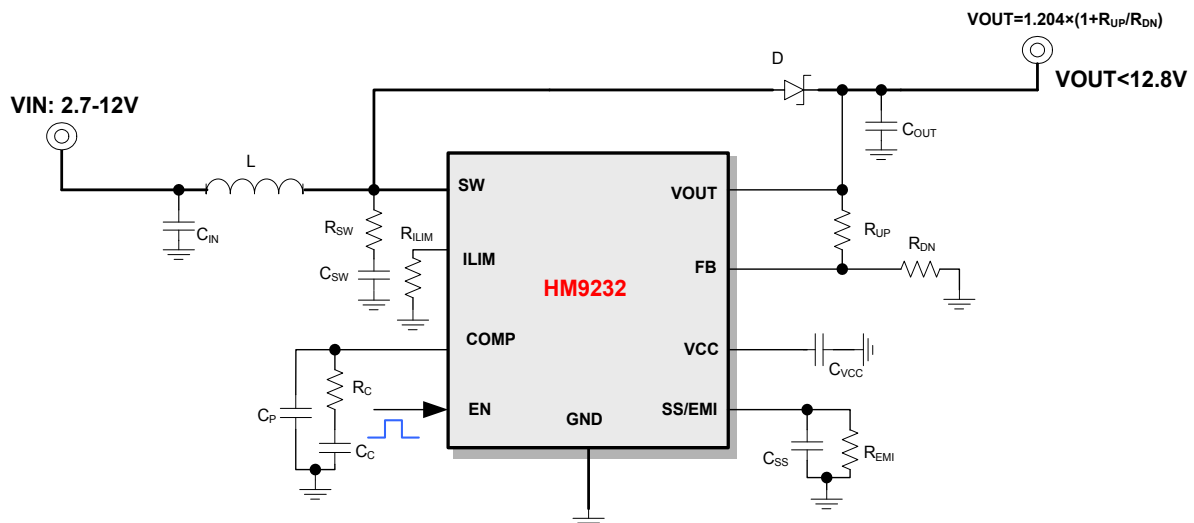 VOUT=1.204×(1+RUP/RDN)
D
VOUT<12.8V
VIN: 2.7-12V
COUT
L
SW
VOUT
CIN
RSW
RILIM
RUP
CSW
ILIM
RDN
FB
HM9232
COMP
VCC
CVCC
RC
CP
EN
SS/EMI
GND
CC
CSS
REMI